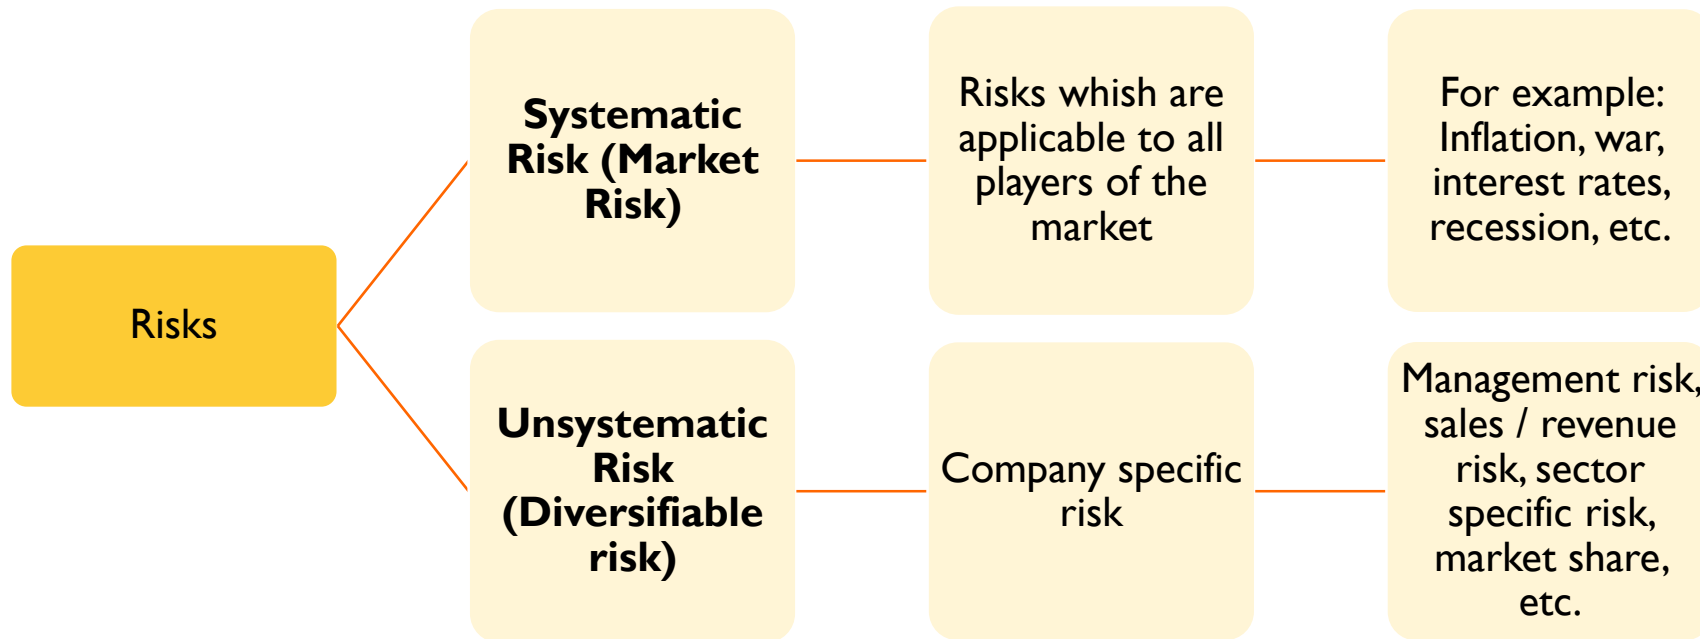 Risks
Systematic
Risk (Market
Risk)
Risks whish are
applicable to all
players of the
market
For example:
Inflation, war,
interest rates,
recession, etc.
Unsystematic
Risk
(Diversifiable
risk)
Company specific
risk
Management risk,
sales / revenue
risk, sector
specific risk,
market share,
etc.